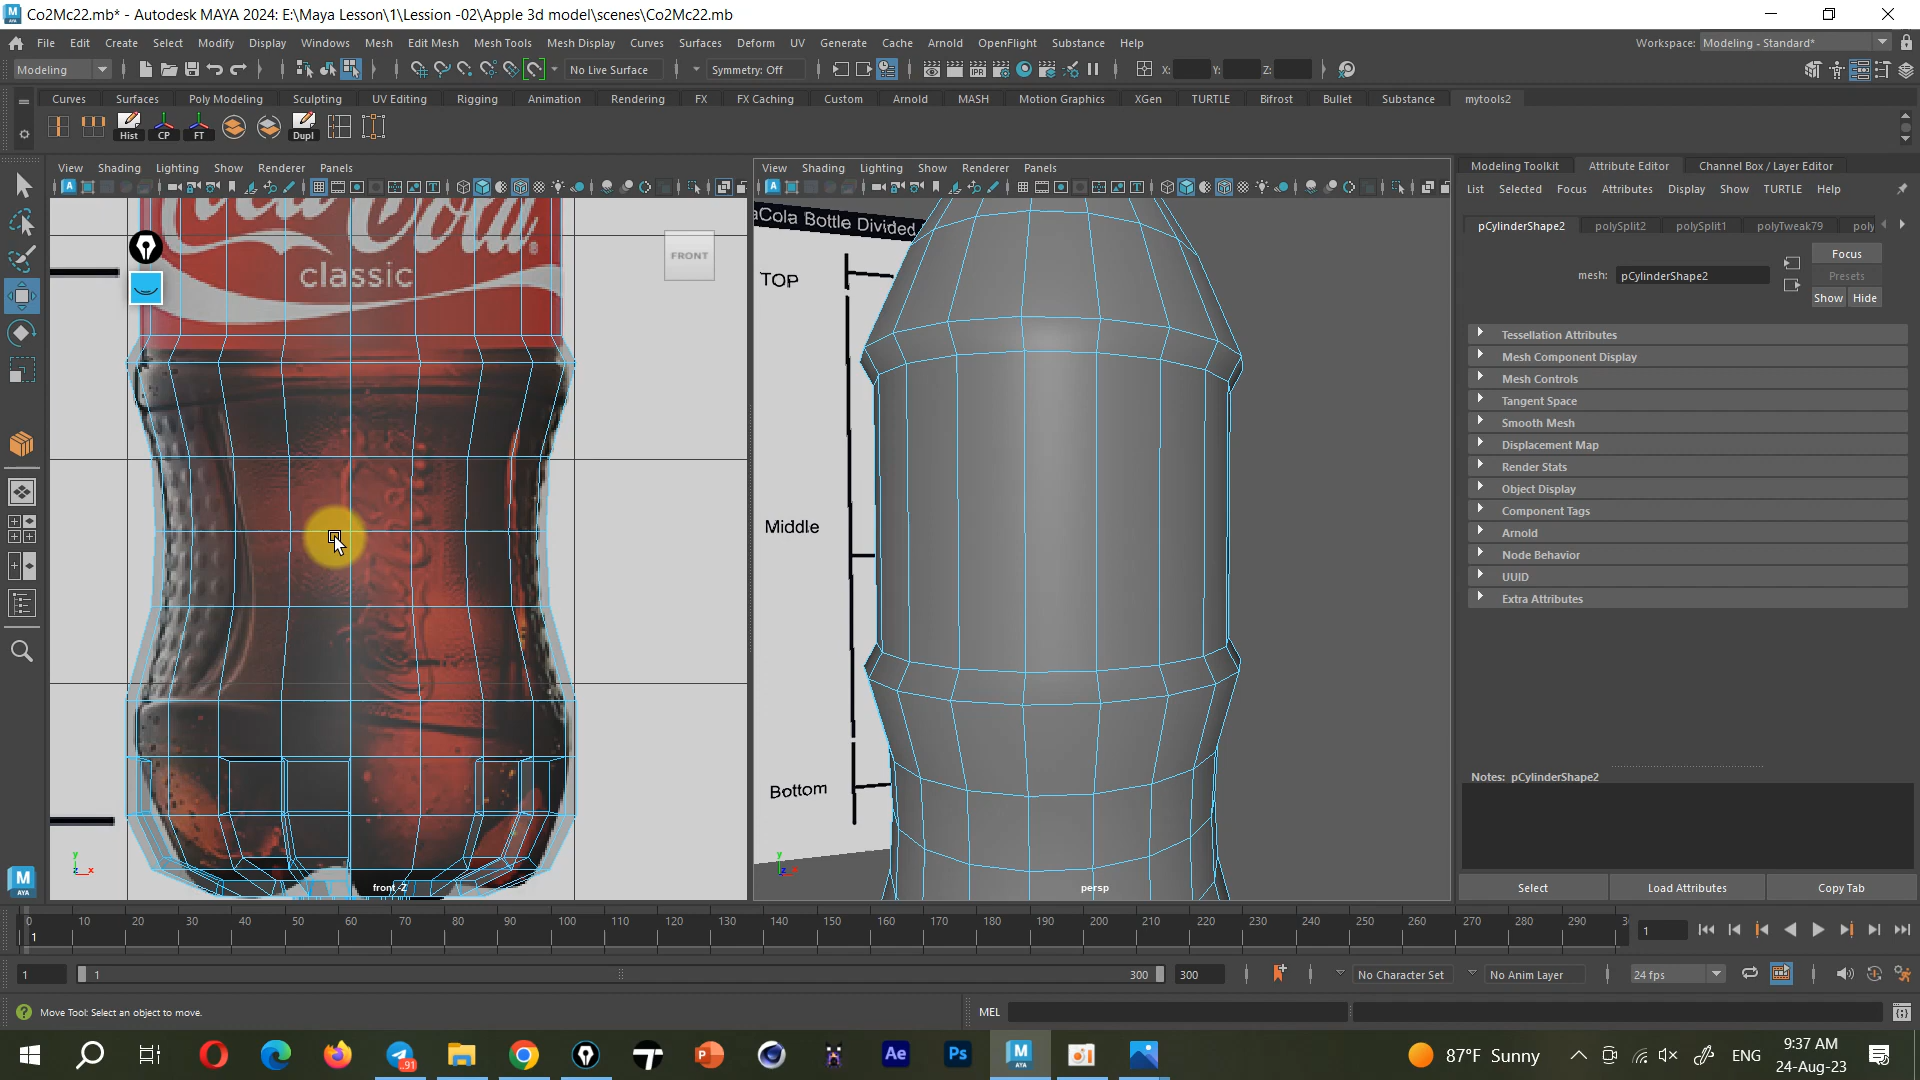 Co2Mc22.mb* - Autodesk MAYA 2024: E:\Maya Lesson\1\Lession -02\Apple 3d model\scenes\Co2Mc22.mb
File Edit Create Select Modify Display Windows Mesh Edit Mesh Mesh Tools Mesh Display Curves Surfaces Deform UV Generate Cache Arnold OpenFlight Substance Help
Workspace: Modeling - Standard*
Modeling No Live Surface Symmetry: Off X: Y: Z:
Curves Surfaces Poly Modeling Sculpting UV Editing Rigging Animation Rendering FX FX Caching Custom Arnold MASH Motion Graphics XGen TURTLE Bifrost Bullet Substance mytools2
Hist CP FT Dupl
View Shading Lighting Show Renderer Panels
View Shading Lighting Show Renderer Panels
Modeling Toolkit Attribute Editor Channel Box / Layer Editor
List Selected Focus Attributes Display Show TURTLE Help
pCylinderShape2 polySplit2 polySplit1 polyTweak79 poly
Focus
mesh: pCylinderShape2
Presets
Show Hide
classic
FRONT
aCola Bottle Divided
TOP
Middle
Bottom
front -Z
persp
Tessellation Attributes
Mesh Component Display
Mesh Controls
Tangent Space
Smooth Mesh
Displacement Map
Render Stats
Object Display
Component Tags
Arnold
Node Behavior
UUID
Extra Attributes
Notes: pCylinderShape2
Select Load Attributes Copy Tab
0 10 20 30 40 50 60 70 80 90 100 110 120 130 140 150 160 170 180 190 200 210 220 230 240 250 260 270 280 290 3
1
1
1 1 300 300 No Character Set No Anim Layer 24 fps
Move Tool: Select an object to move.
MEL
M
AYA
91
Ae Ps
87°F Sunny
ENG
9:37 AM
24-Aug-23